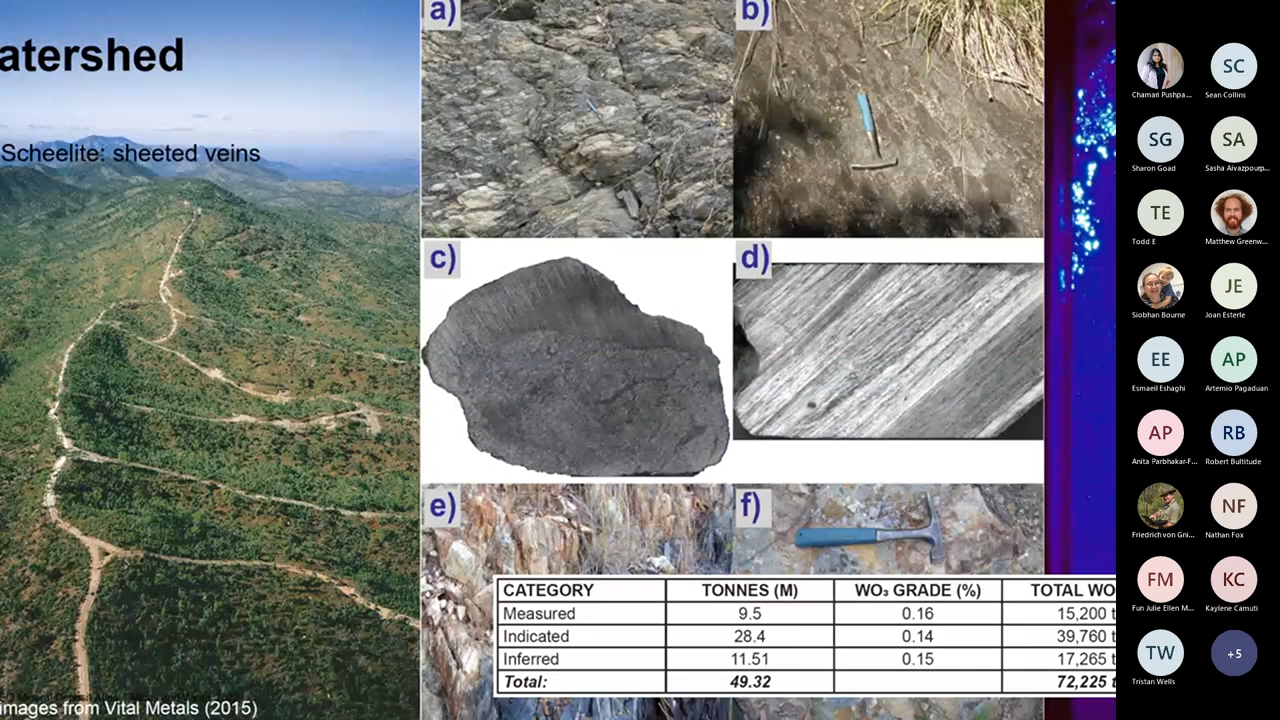 atershed
Scheelite: sheeted veins
images from Vital Metals (2015)
a)
b)
c)
d)
e)
f)
CATEGORY TONNES (M) WO₃ GRADE (%) TOTAL WO
Measured 9.5 0.16 15,200 t
Indicated 28.4 0.14 39,760 t
Inferred 11.51 0.15 17,265 t
Total: 49.32 72,225 t
Chamari Pushpa...
SC
Sean Collins
SG
Sharon Goad
SA
Sasha Aivazpourp...
TE
Todd E
Matthew Greenw...
Siobhan Bourne
JE
Joan Esterle
EE
Esmaeil Eshaghi
AP
Artemio Pagaduan
AP
Anita Parbhakar-F...
RB
Robert Bultitude
Friedrich von Gni...
NF
Nathan Fox
FM
Fun Julie Ellen M...
KC
Kaylene Camuti
TW
Tristan Wells
+5